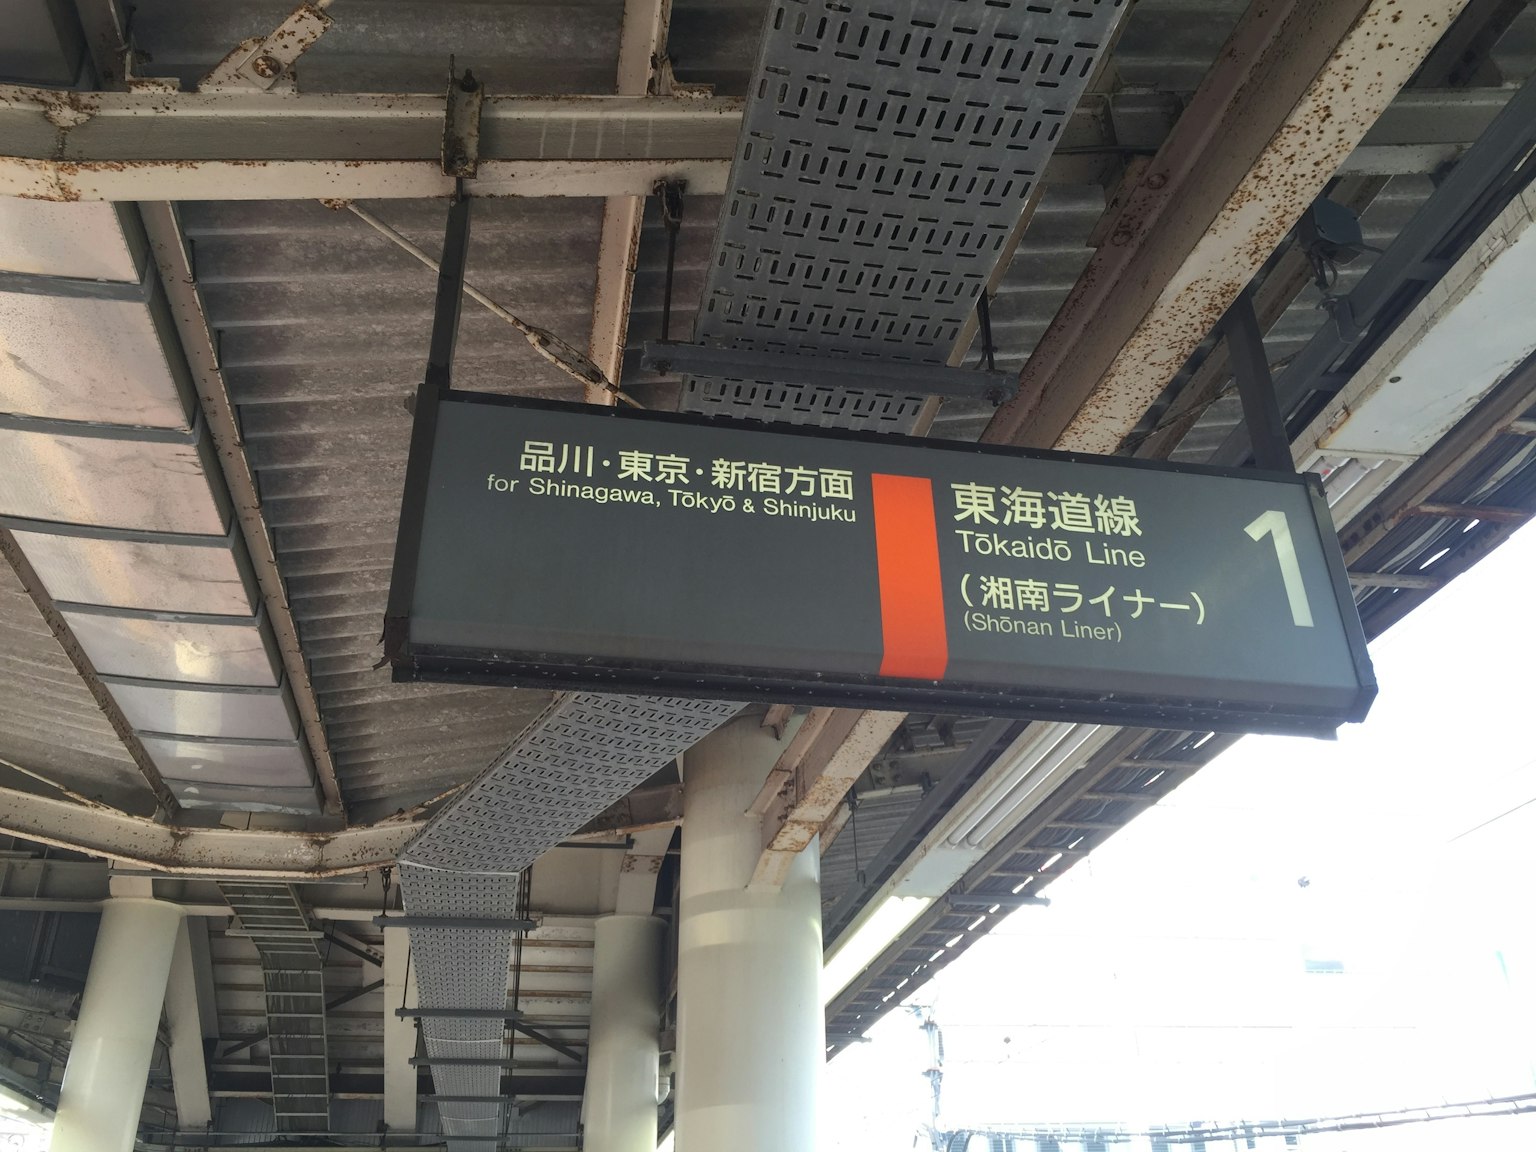 品川・東京・新宿方面
for Shinagawa, Tōkyō & Shinjuku
東海道線
Tōkaidō Line
(湘南ライナー)
(Shōnan Liner)
1